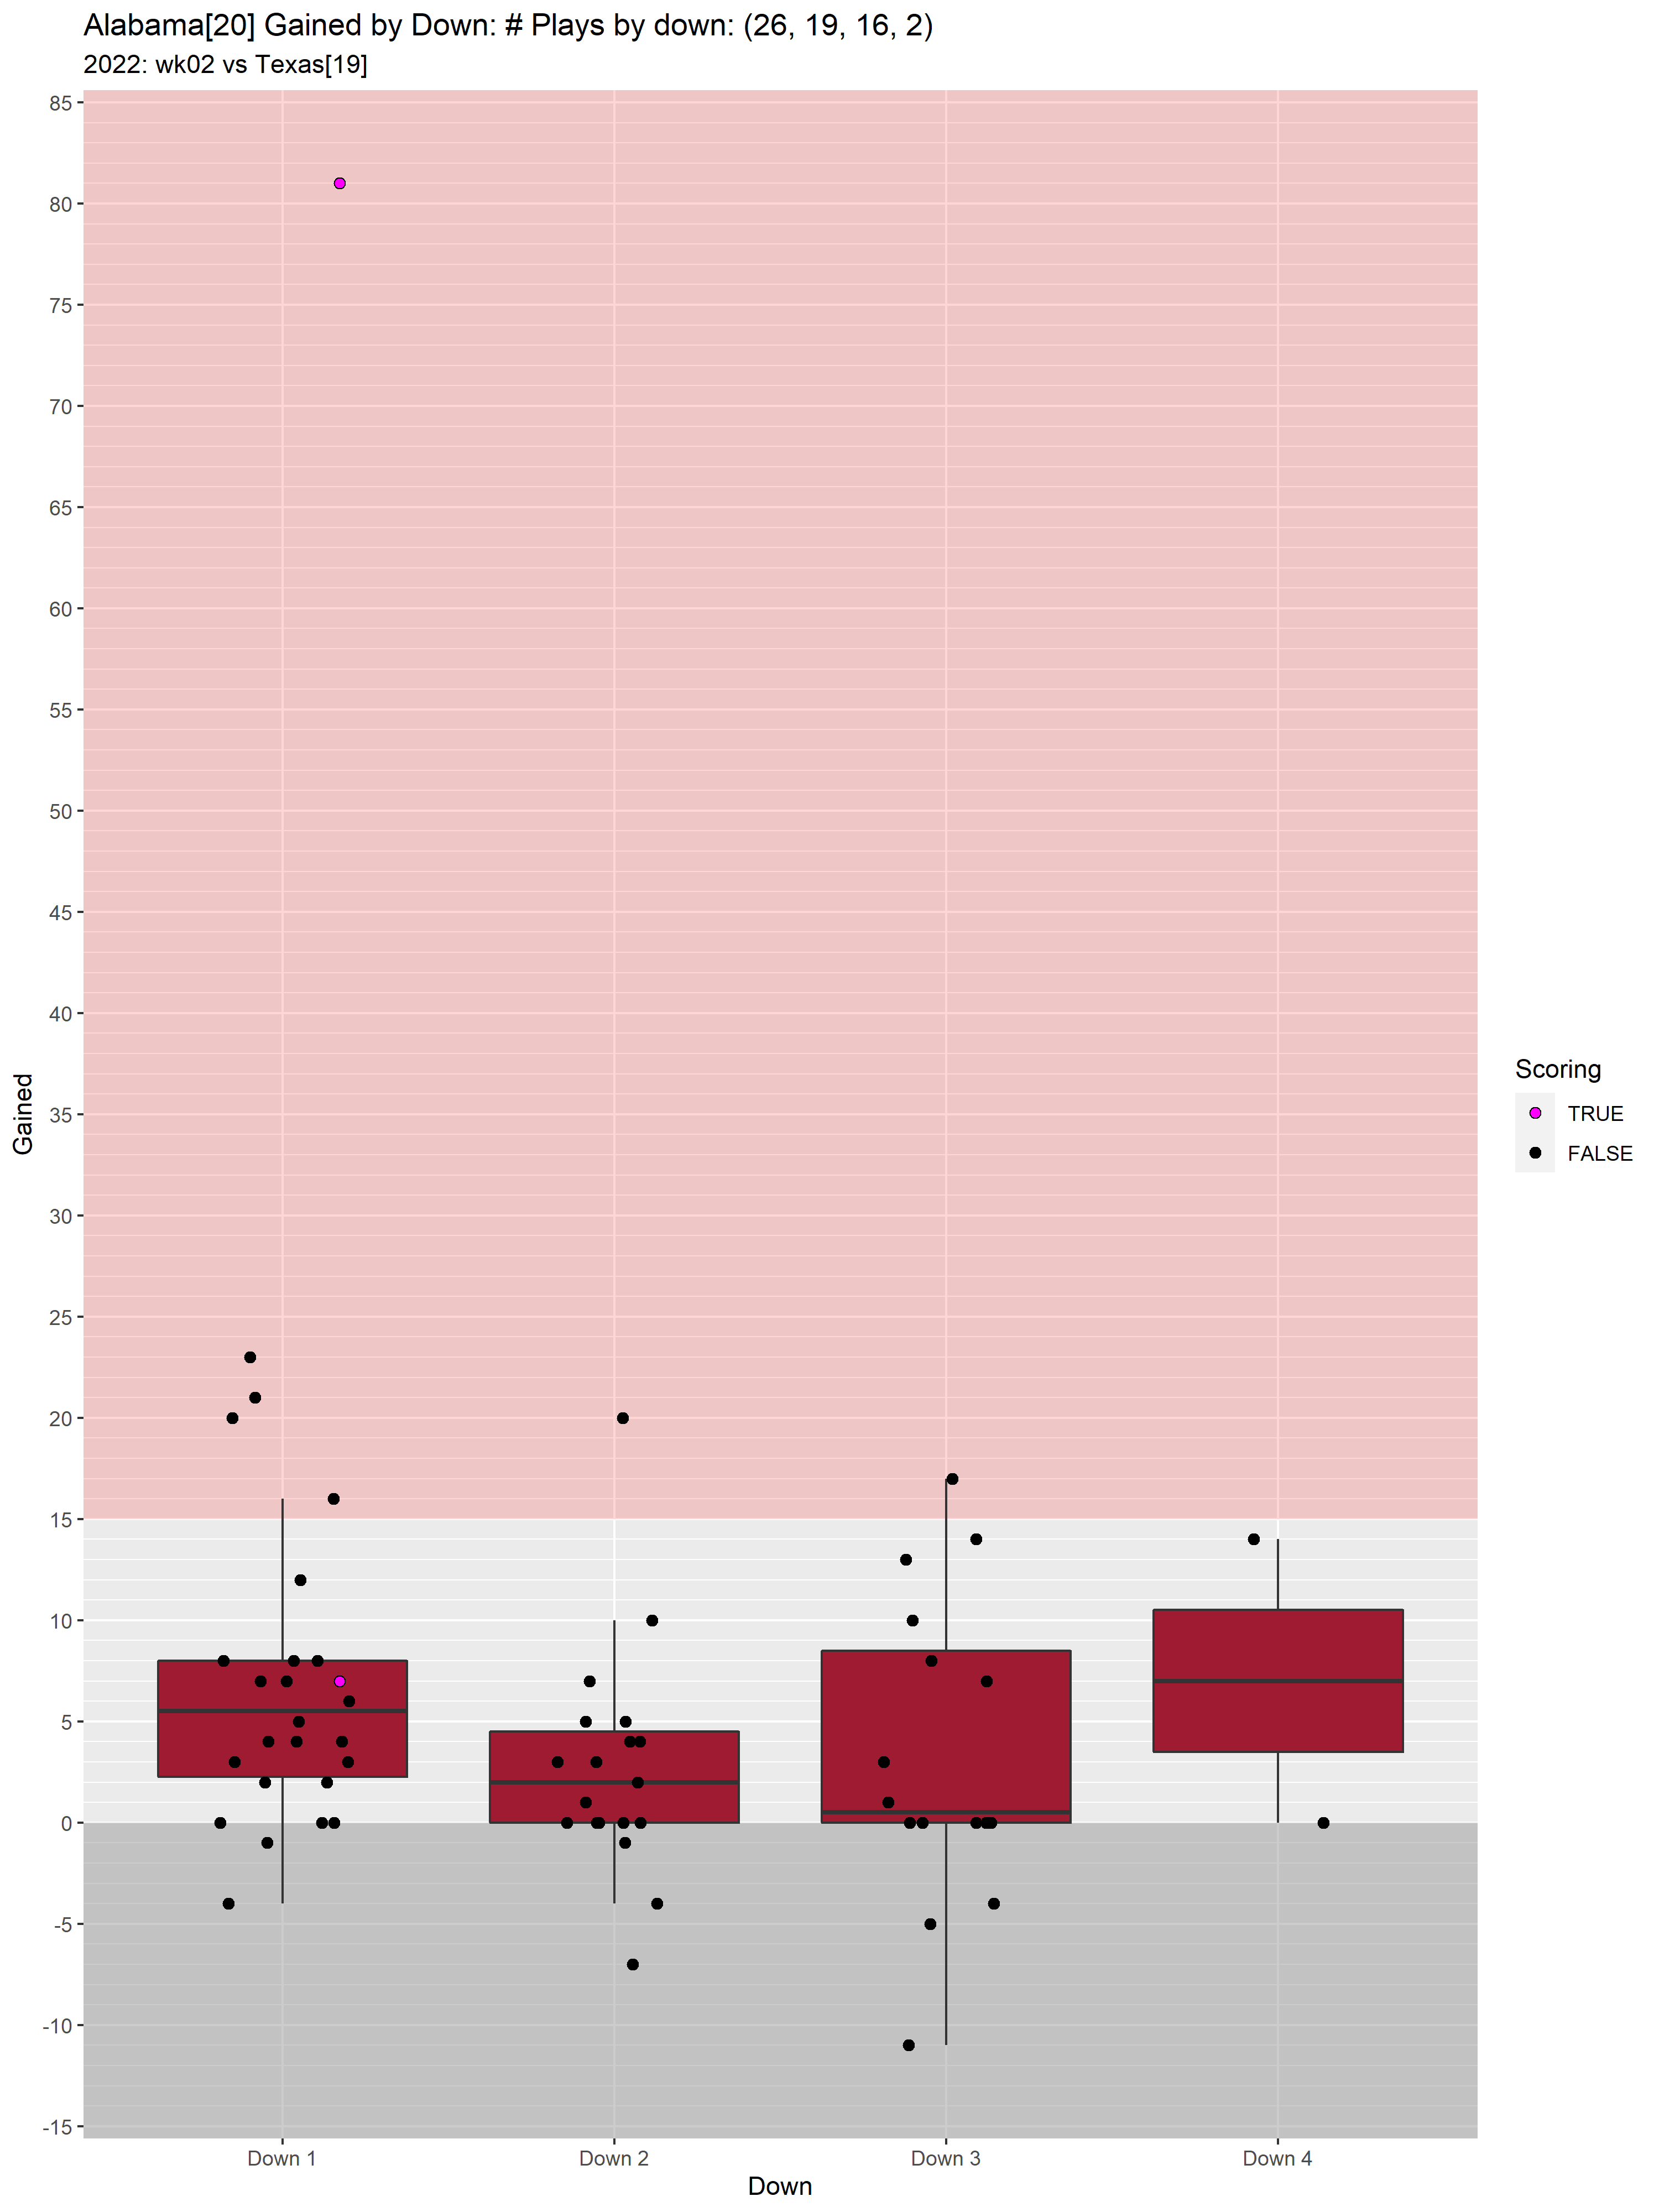 Alabama[20] Gained by Down: # Plays by down: (26, 19, 16, 2)
2022: wk02 vs Texas[19]
85
80
75
70
65
60
55
50
45
40
35
30
25
20
15
10
5
0
-5
-10
-15
Gained
Down 1 Down 2 Down 3 Down 4
Down
Scoring
TRUE
FALSE